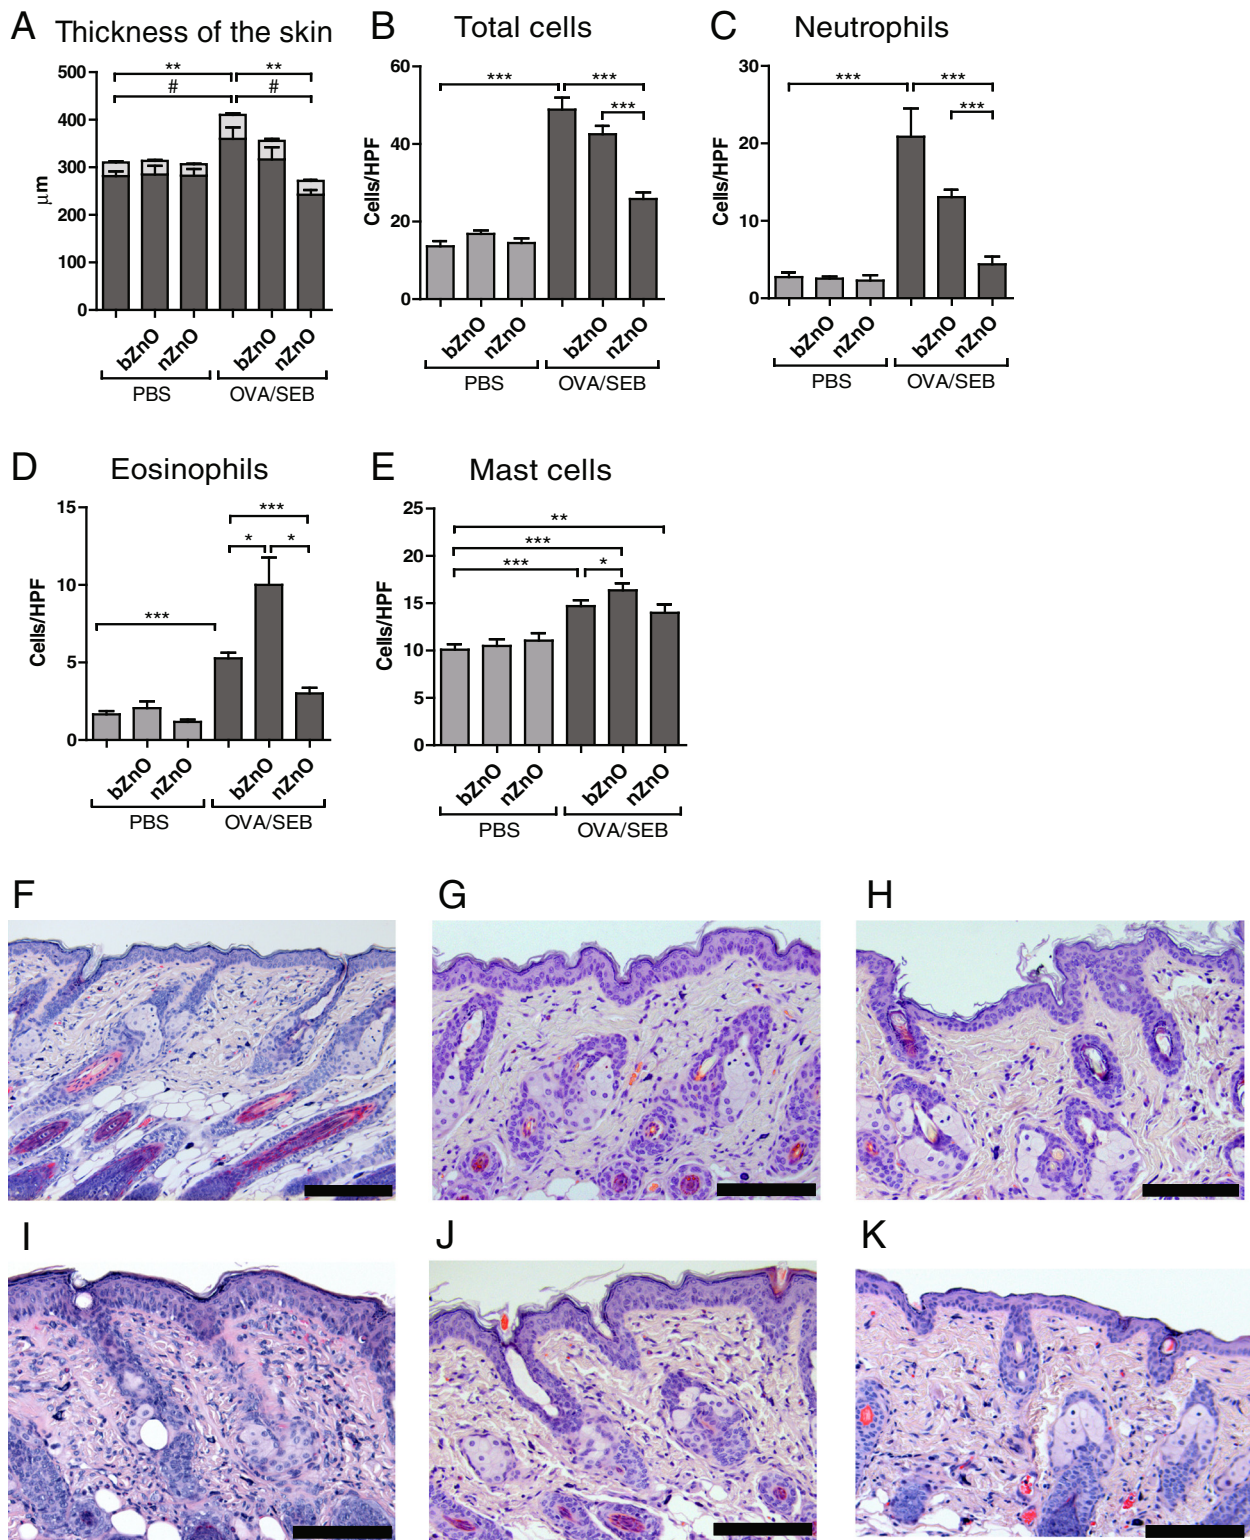 A Thickness of the skin
500
400
300
200
100
0
μm
**
**
#
#
bZnO
nZnO
bZnO
nZnO
PBS
OVA/SEB
B Total cells
60
40
20
0
Cells/HPF
***
***
***
bZnO
nZnO
bZnO
nZnO
PBS
OVA/SEB
C Neutrophils
30
20
10
0
Cells/HPF
***
***
***
bZnO
nZnO
bZnO
nZnO
PBS
OVA/SEB
D Eosinophils
15
10
5
0
Cells/HPF
***
*
*
***
bZnO
nZnO
bZnO
nZnO
PBS
OVA/SEB
E Mast cells
25
20
15
10
5
0
Cells/HPF
**
***
***
*
bZnO
nZnO
bZnO
nZnO
PBS
OVA/SEB
F
G
H
I
J
K